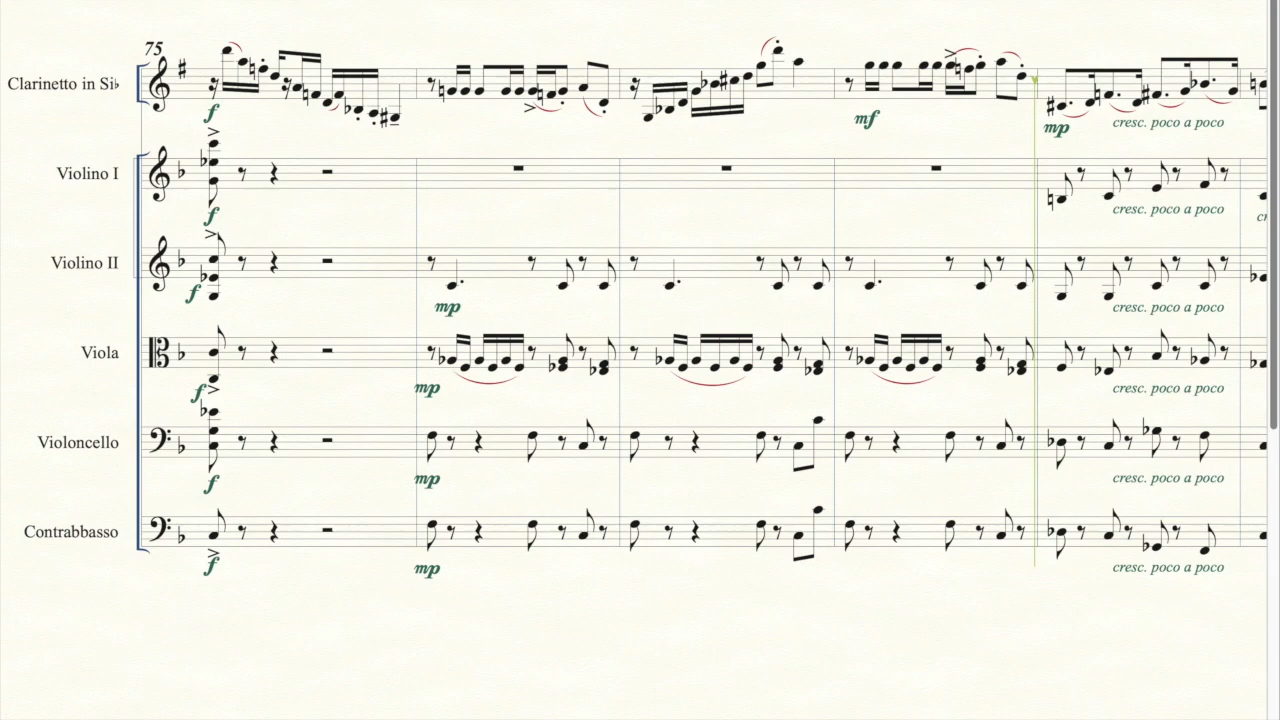 75
Clarinetto in Si♭
f
mf
mp
cresc. poco a poco
Violino I
f
cresc. poco a poco
Violino II
f
mp
cresc. poco a poco
Viola
f
mp
cresc. poco a poco
Violoncello
f
mp
cresc. poco a poco
Contrabbasso
f
mp
cresc. poco a poco